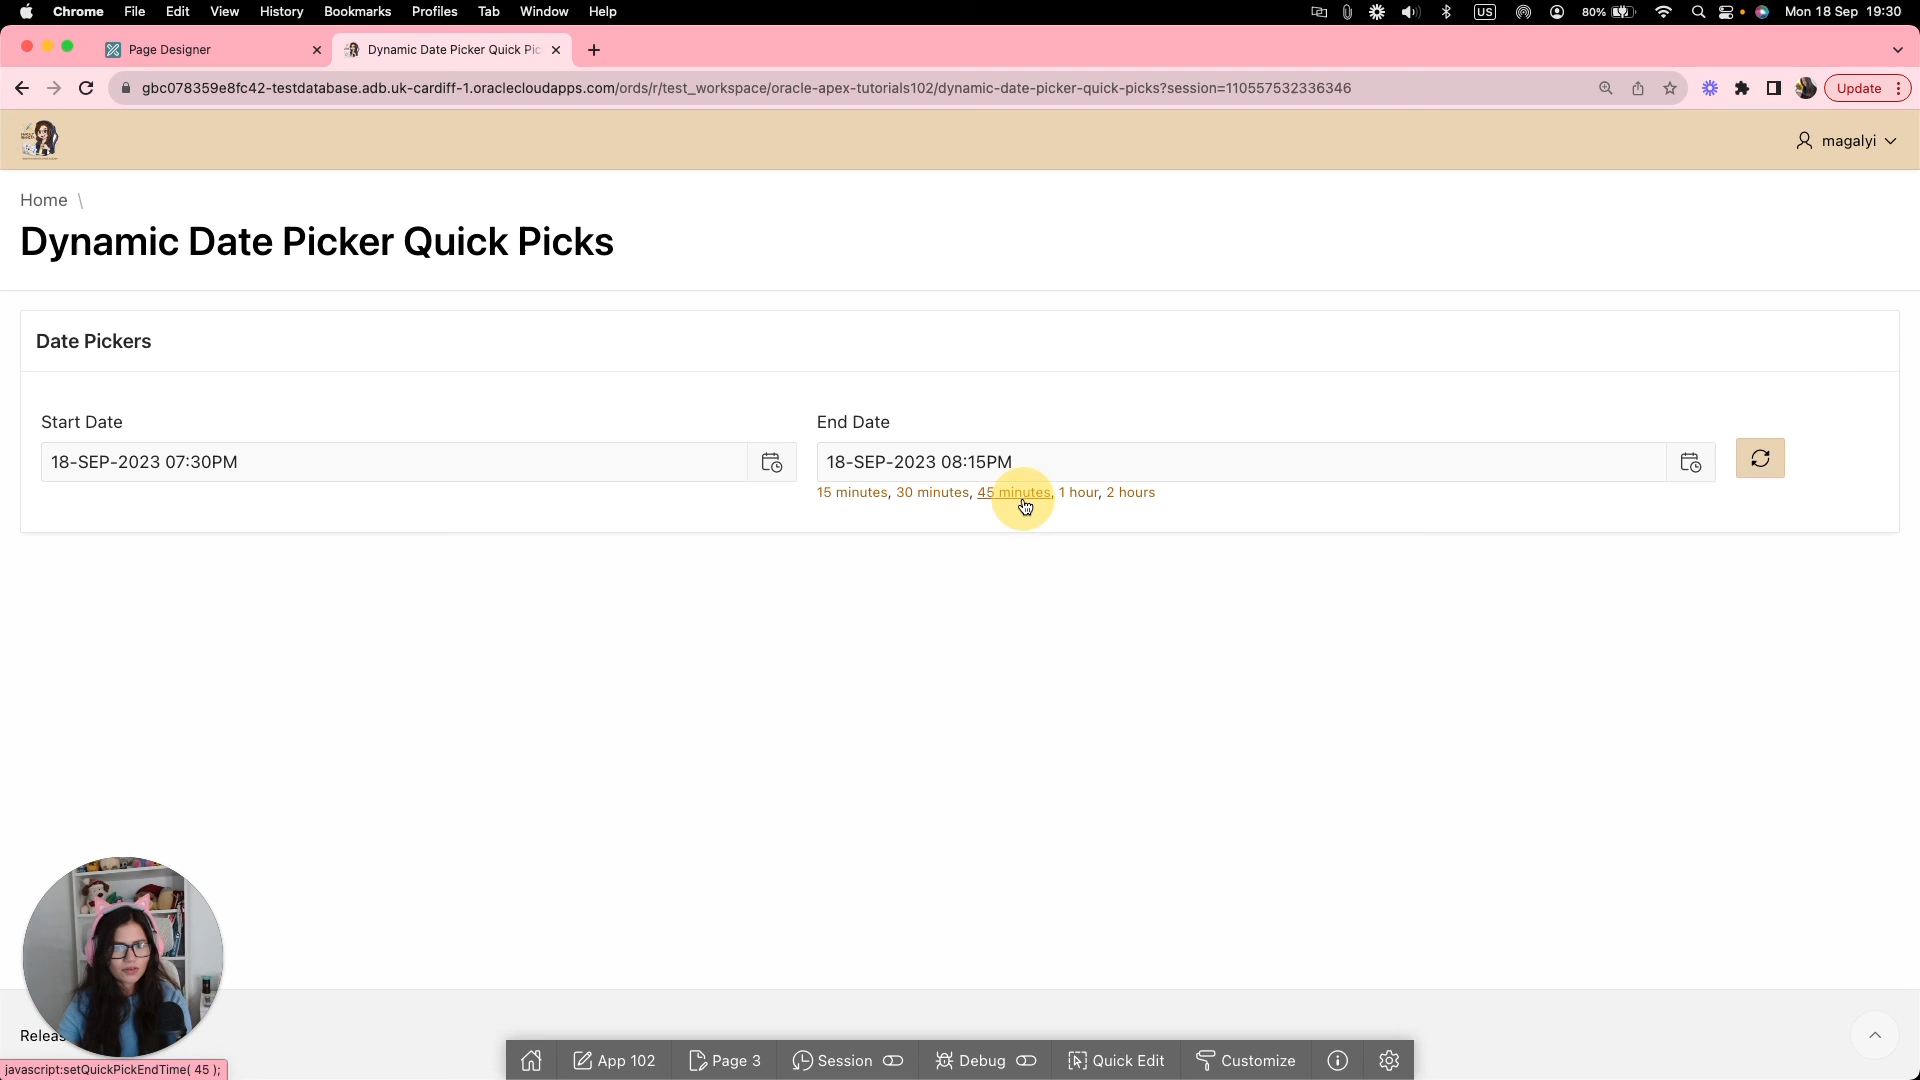 Chrome File Edit View History Bookmarks Profiles Tab Window Help US 80% Mon 18 Sep 19:30
Page Designer Dynamic Date Picker Quick Pic
gbc078359e8fc42-testdatabase.adb.uk-cardiff-1.oraclecloudapps.com/ords/r/test_workspace/oracle-apex-tutorials102/dynamic-date-picker-quick-picks?session=110557532336346 Update
magalyi
Home \
Dynamic Date Picker Quick Picks
Date Pickers
Start Date End Date
18-SEP-2023 07:30PM 18-SEP-2023 08:15PM
15 minutes, 30 minutes, 45 minutes, 1 hour, 2 hours
Releas
App 102 Page 3 Session Debug Quick Edit Customize
javascript:setQuickPickEndTime( 45 );